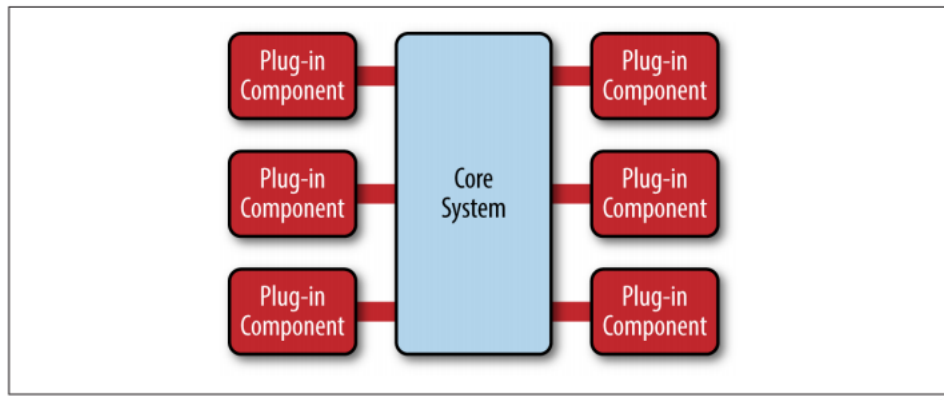 Plug-in
Component
Plug-in
Component
Plug-in
Component
Core
System
Plug-in
Component
Plug-in
Component
Plug-in
Component